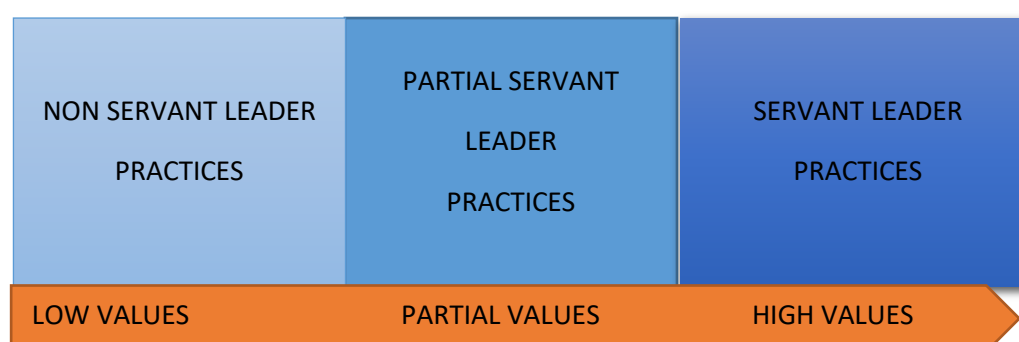 NON SERVANT LEADER
PRACTICES
PARTIAL SERVANT
LEADER
PRACTICES
SERVANT LEADER
PRACTICES
LOW VALUES
PARTIAL VALUES
HIGH VALUES